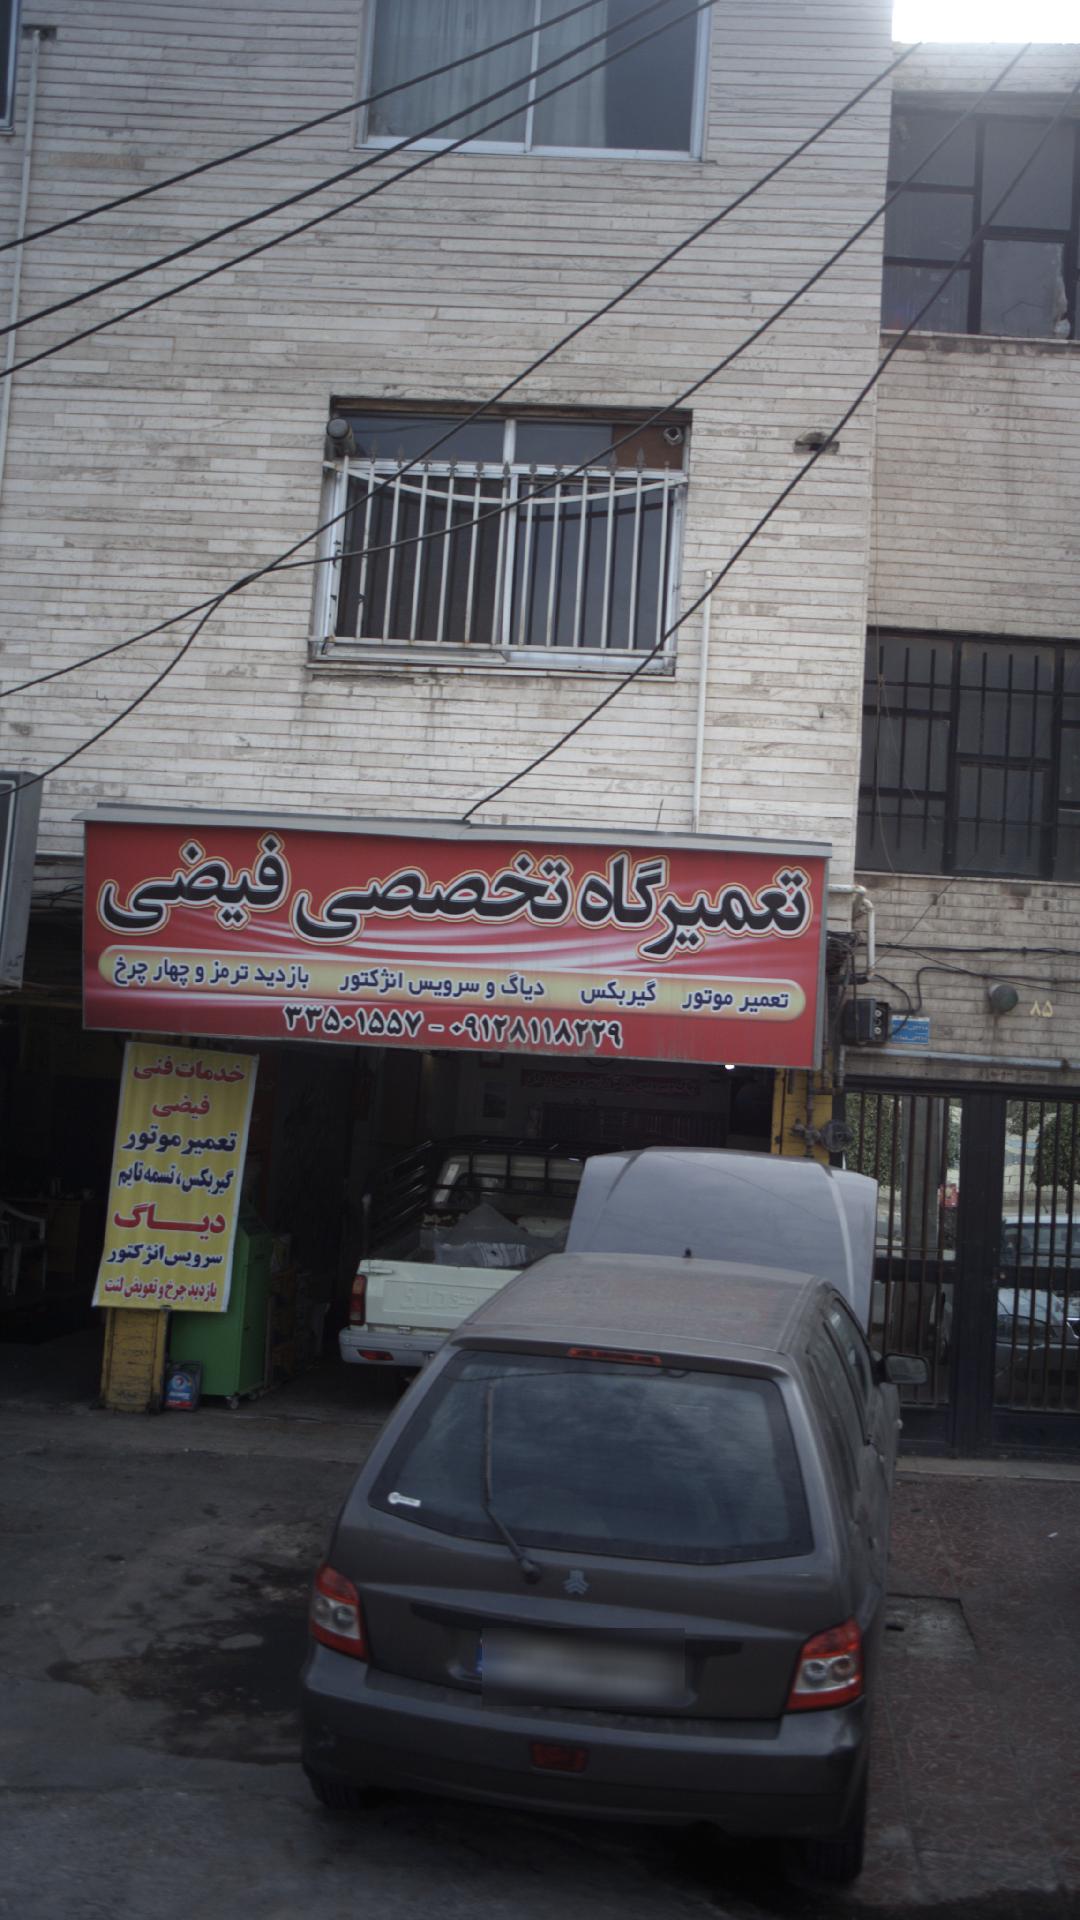 تعمیرگاه تخصصی فیضی
تعمیر موتور گیربکس دیاگ و سرویس انژکتور بازدید ترمز و چهار چرخ
۳۳۵۰۱۵۵۷ - ۰۹۱۲۸۱۱۸۲۲۹
خدمات فنی
فیضی
تعمیر موتور
گیربکس، تسمه تایم
دیاگ
سرویس انژکتور
بازدید چرخ و تعویض لنت
۸۵